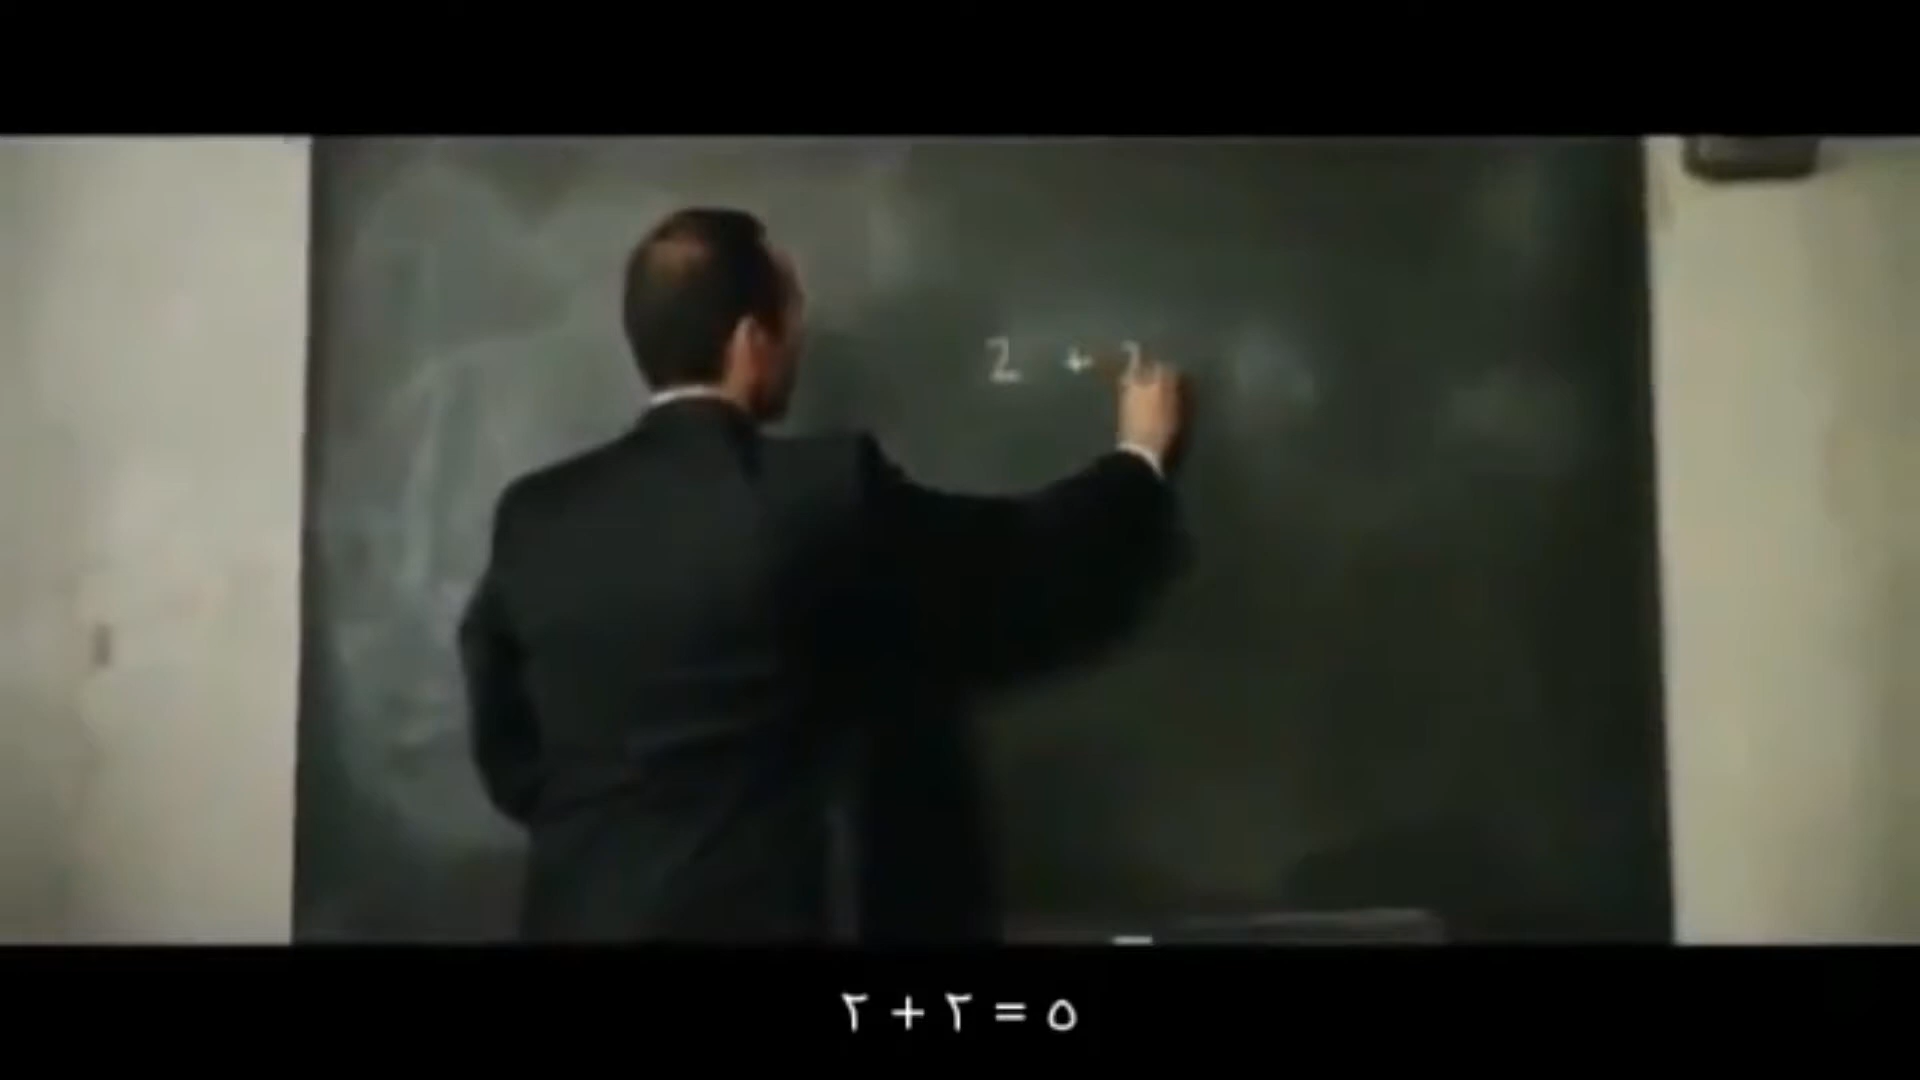 2 + 2
٢ + ٢ = ٥